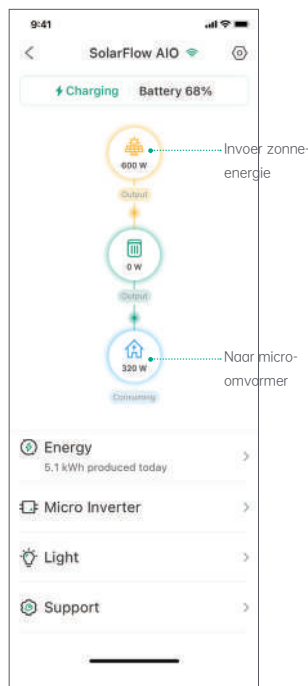 9:41
SolarFlow AIO
Charging Battery 68%
600 W
Invoer zonne-
energie
Output
0 W
Output
320 W
Naar micro-
omvormer
Consuming
Energy
5.1 kWh produced today
Micro Inverter
Light
Support